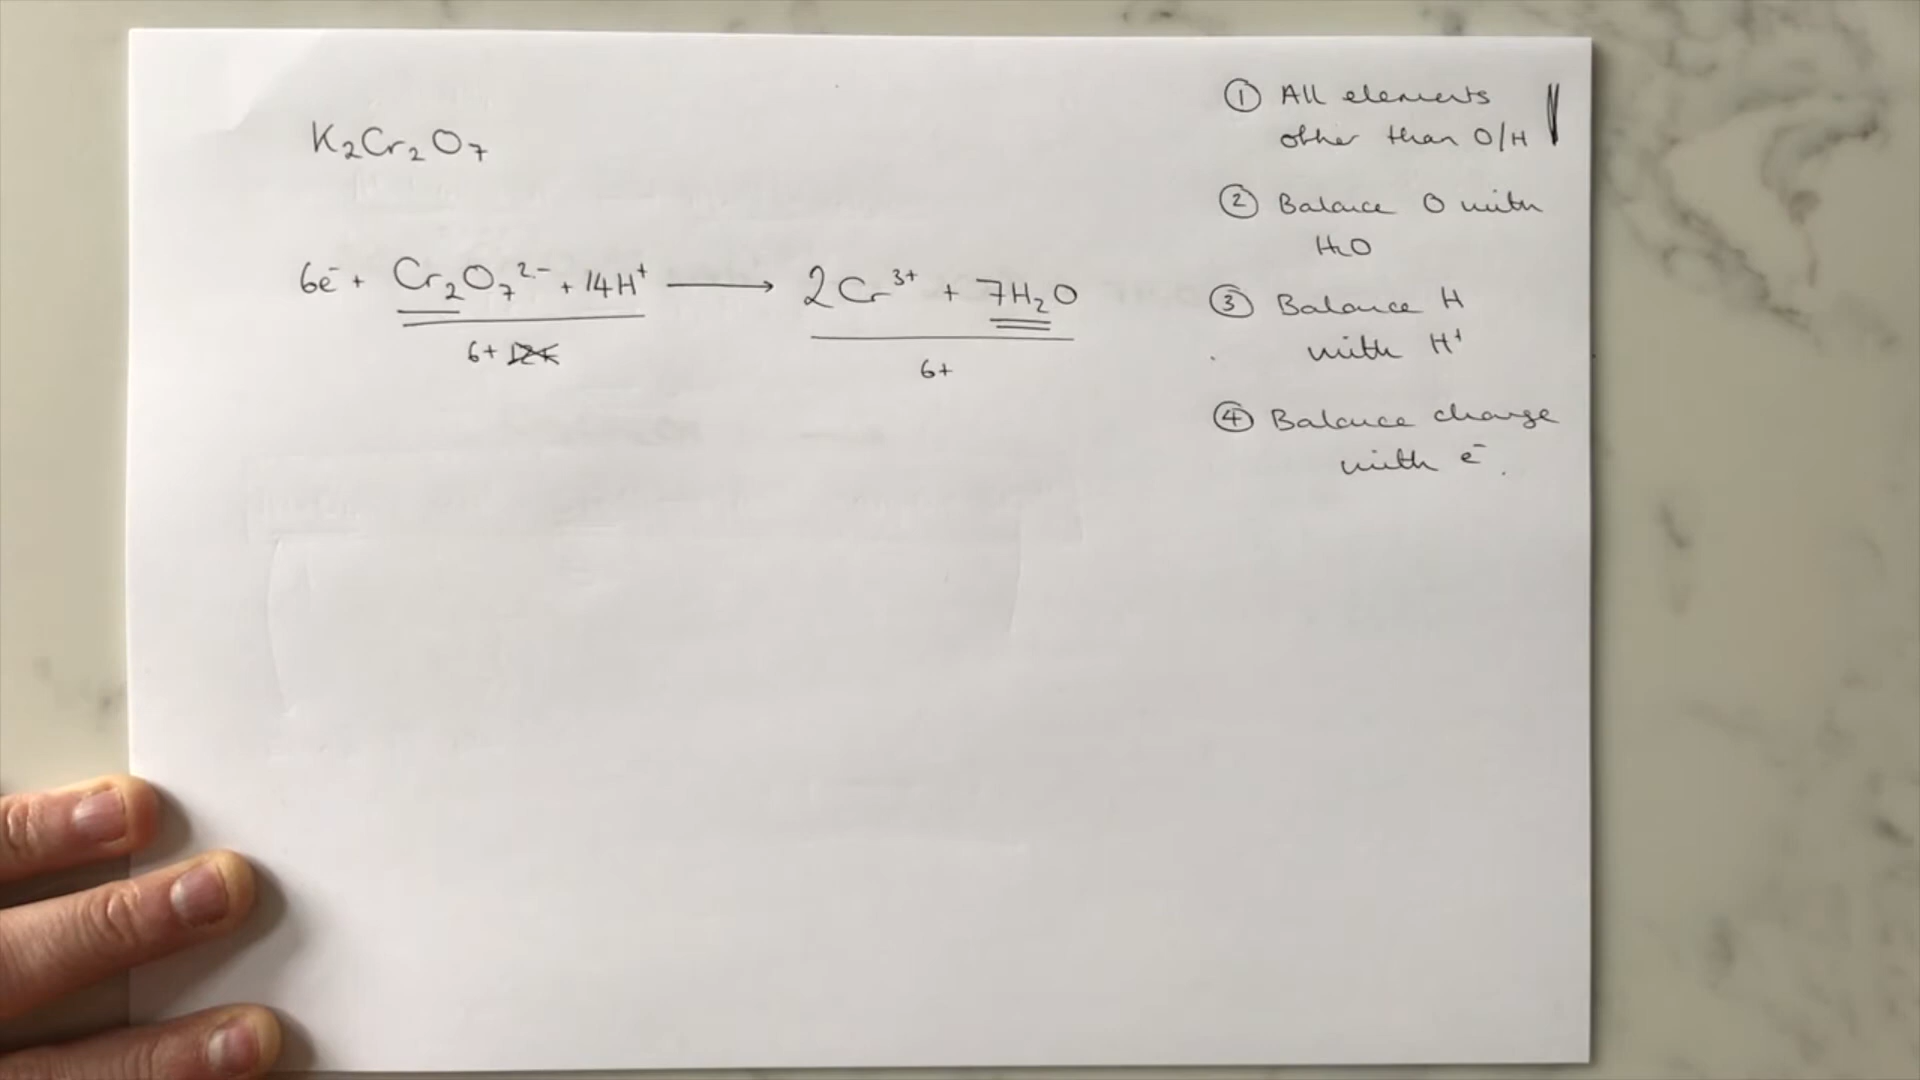 K₂Cr₂O₇
6e⁻ + Cr₂O₇²⁻ + 14H⁺ ⟶ 2Cr³⁺ + 7H₂O
6+ 12+
6+
① All elements
other than O/H
② Balance O with
H₂O
③ Balance H
with H⁺
④ Balance charge
with e⁻.